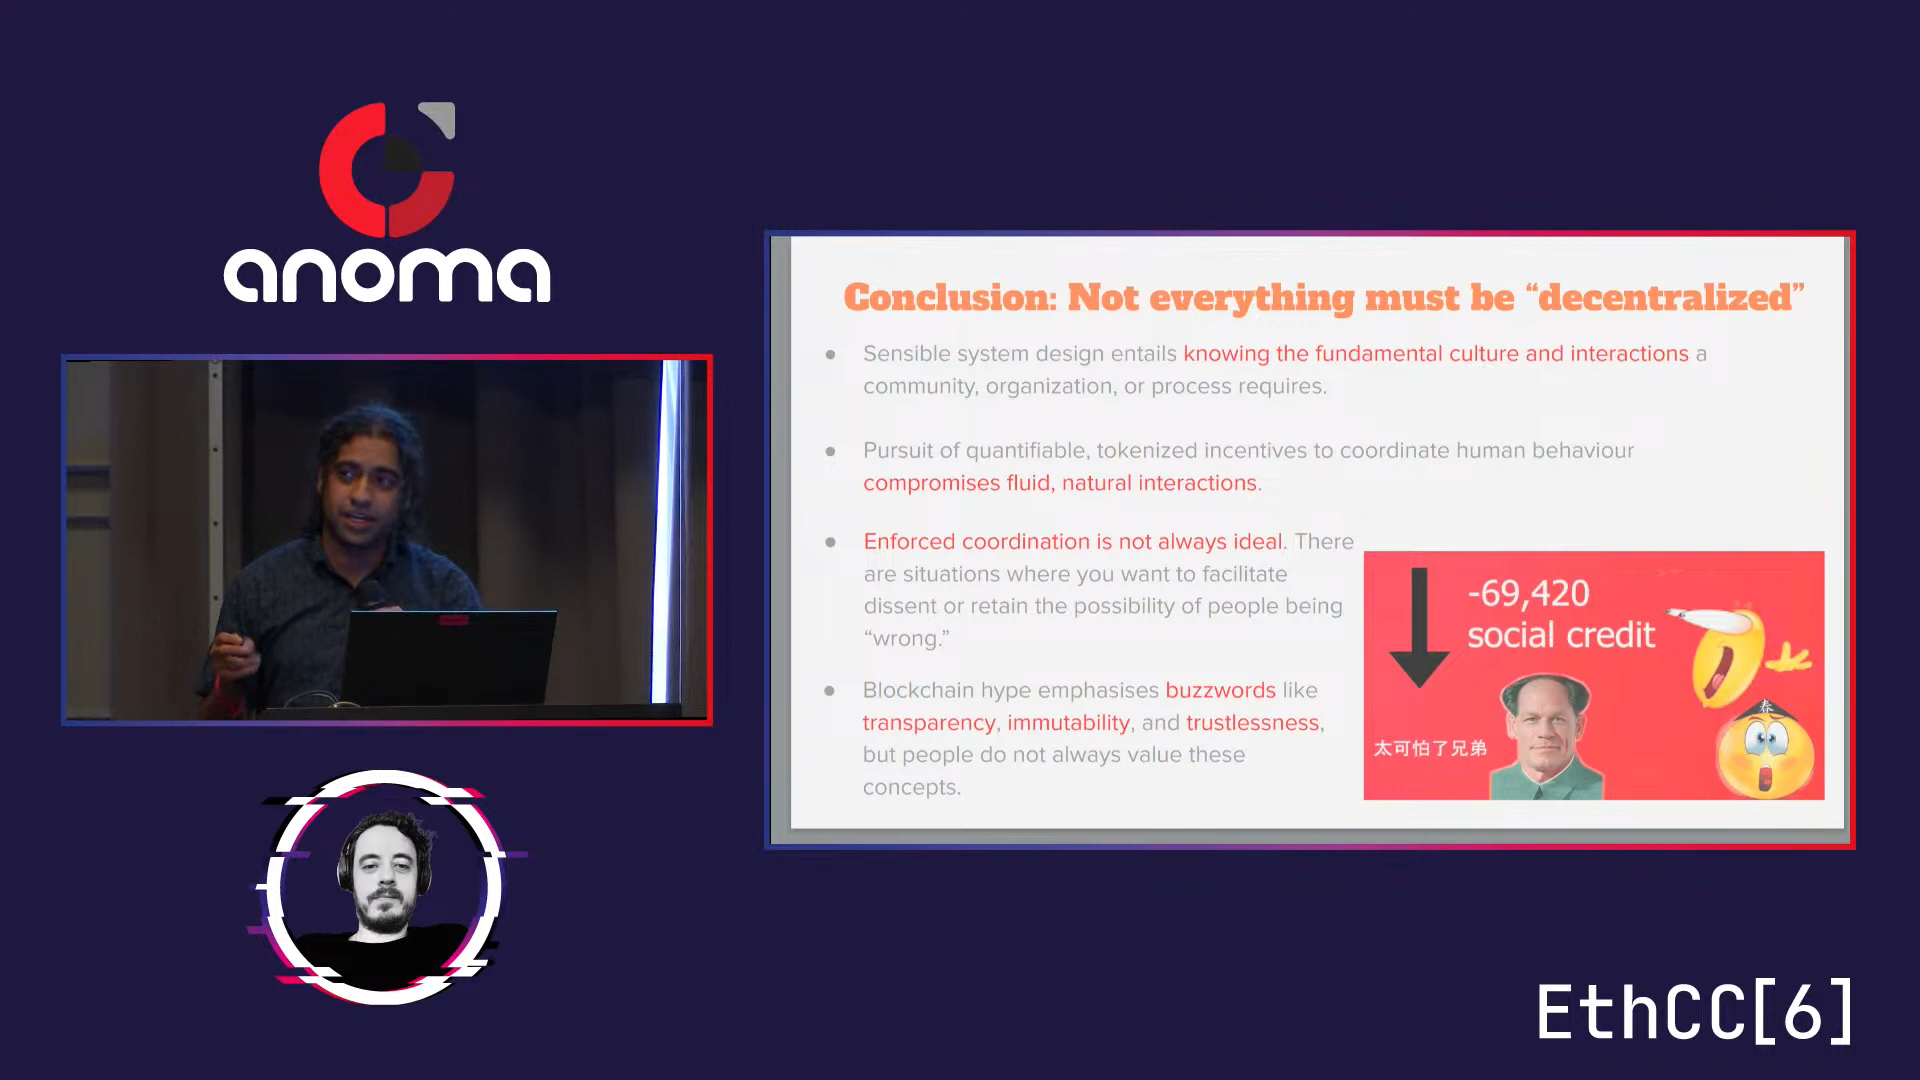 anoma
Conclusion: Not everything must be “decentralized”
● Sensible system design entails knowing the fundamental culture and interactions a
community, organization, or process requires.
● Pursuit of quantifiable, tokenized incentives to coordinate human behaviour
compromises fluid, natural interactions.
● Enforced coordination is not always ideal. There
are situations where you want to facilitate
dissent or retain the possibility of people being
“wrong.”
● Blockchain hype emphasises buzzwords like
transparency, immutability, and trustlessness,
but people do not always value these
concepts.
-69,420
social credit
太可怕了兄弟
春
EthCC[6]